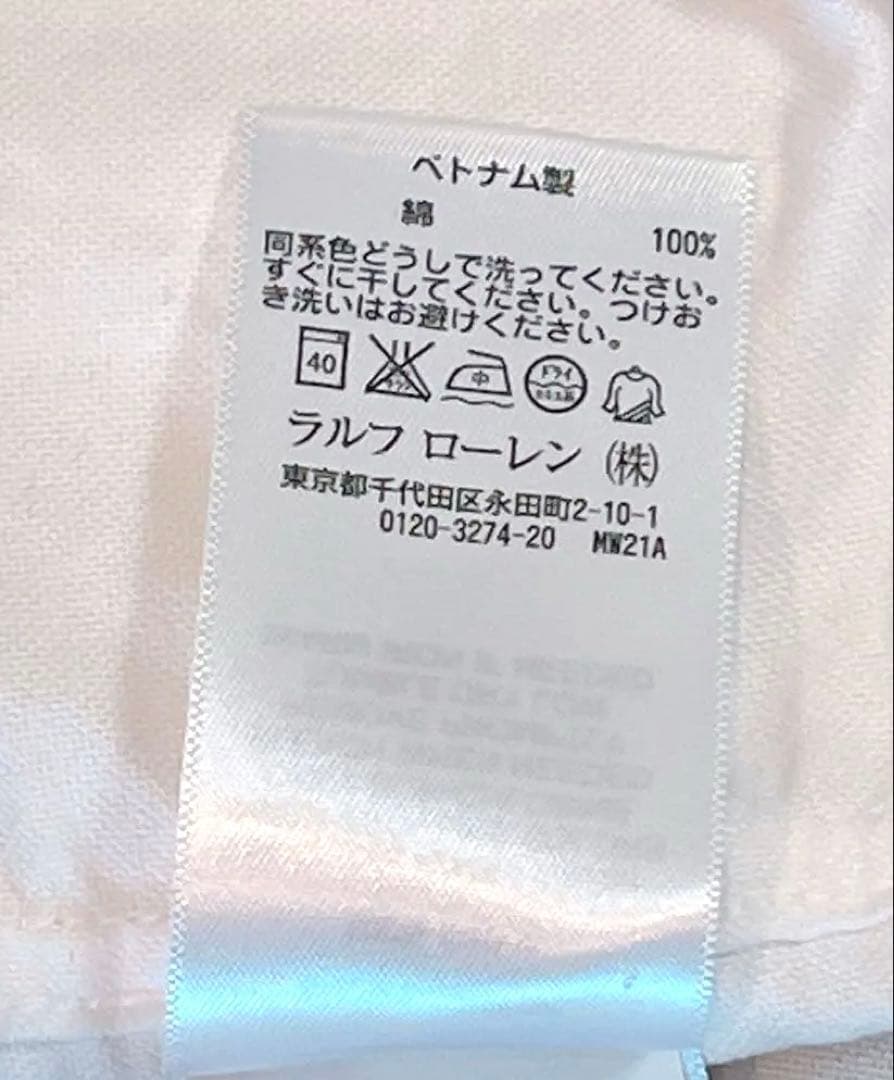 ベトナム製
綿 100%
同系色どうしで洗ってください。
すぐに干してください。つけお
き洗いはお避けください。
40 中 ドライ
ラルフ ローレン (株)
東京都千代田区永田町2-10-1
0120-3274-20 MW21A